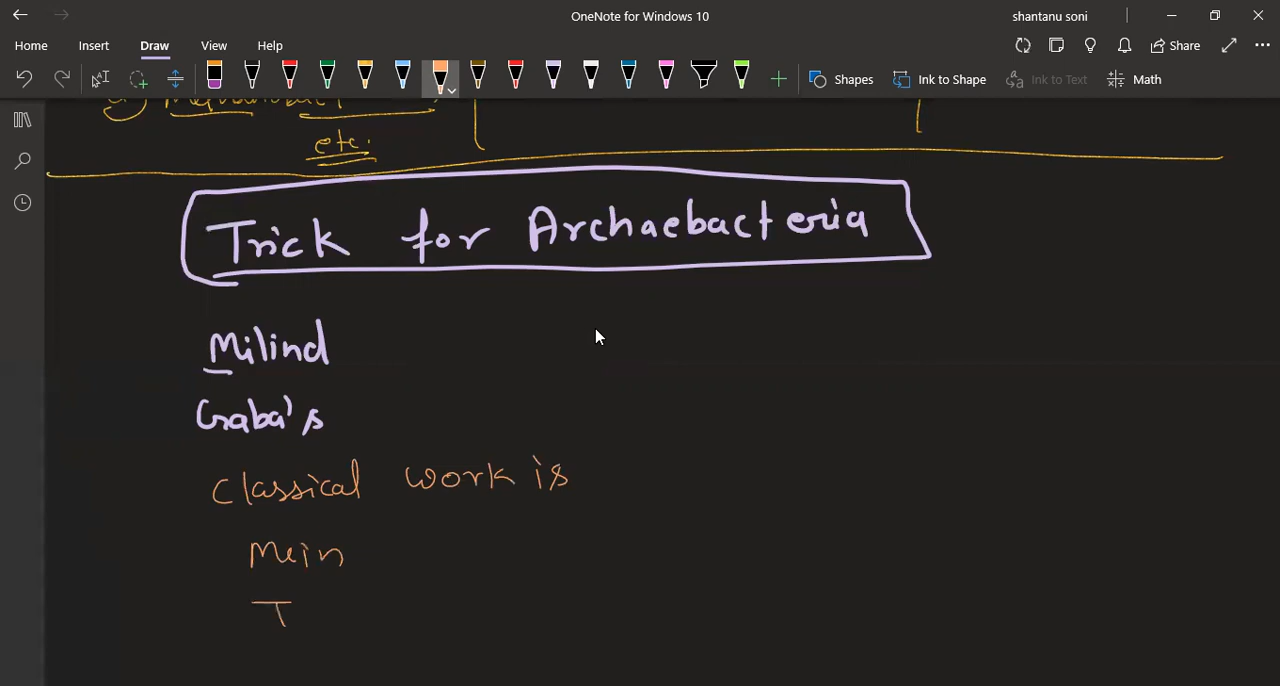 OneNote for Windows 10
shantanu soni
Home Insert Draw View Help
Share
Shapes Ink to Shape Ink to Text Math
etc.
Trick for Archaebacteria
Milind
Gaba's
Classical work is
Mein
T